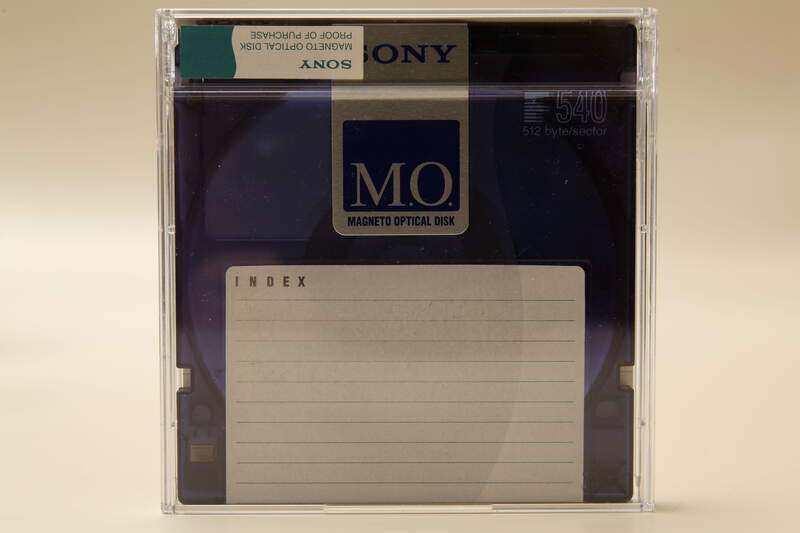 SONY
MAGNETO OPTICAL DISK
PROOF OF PURCHASE
SONY
540
512 byte/sector
M.O.
MAGNETO OPTICAL DISK
INDEX